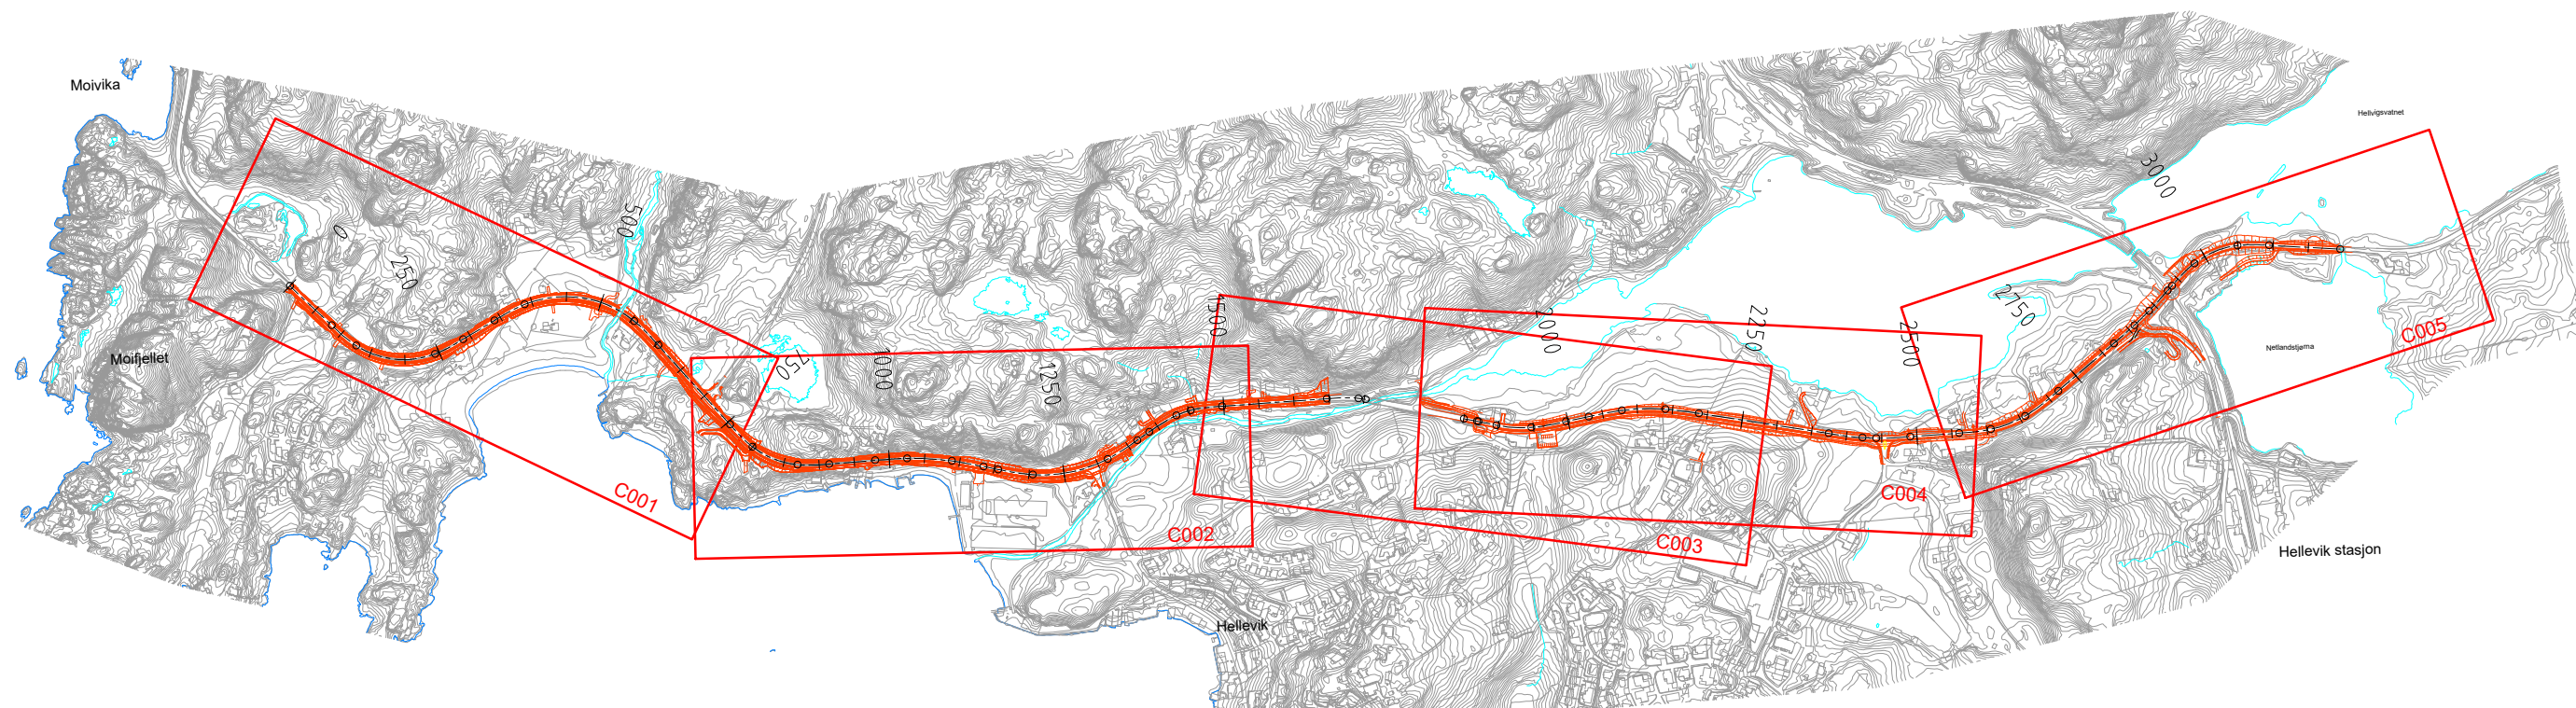 Moivika
Hellvigsvatnet
3000
500
0
250
2750
C005
Netlandstjørna
1500
2000
2250
2500
Moifjellet
750
1000
1250
C001
C004
C002
C003
Hellevik stasjon
Hellevik